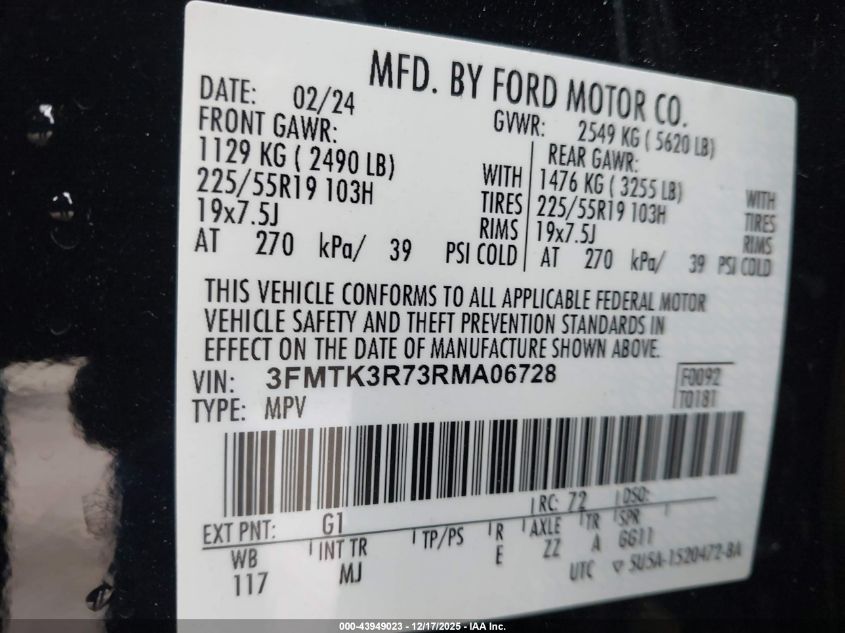 MFD. BY FORD MOTOR CO.
DATE: 02/24 GVWR: 2549 KG ( 5620 LB)
FRONT GAWR: REAR GAWR:
1129 KG ( 2490 LB) WITH 1476 KG ( 3255 LB) WITH
225/55R19 103H TIRES 225/55R19 103H TIRES
19x7.5J RIMS 19x7.5J RIMS
AT 270 kPa/ 39 PSI COLD AT 270 kPa/ 39 PSI COLD
THIS VEHICLE CONFORMS TO ALL APPLICABLE FEDERAL MOTOR
VEHICLE SAFETY AND THEFT PREVENTION STANDARDS IN
EFFECT ON THE DATE OF MANUFACTURE SHOWN ABOVE.
VIN: 3FMTK3R73RMA06728 F0092
TYPE: MPV T0181
EXT PNT: G1 RC: 72 DSO:
WB INT TR TP/PS R AXLE TR SPR
117 MJ E ZZ A GG11
UTC ▽ 5U5A-1520472-BA
000-43949023 — 12/17/2025 — IAA Inc.